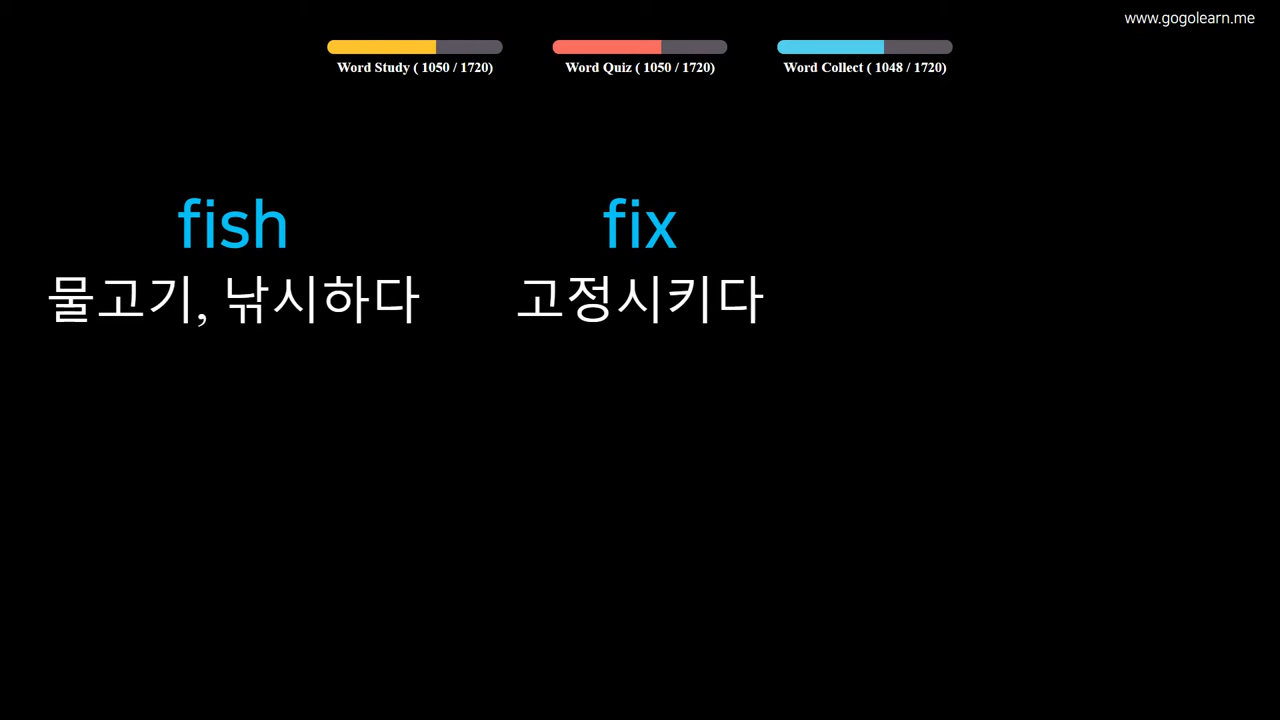 www.gogolearn.me
Word Study ( 1050 / 1720)
Word Quiz ( 1050 / 1720)
Word Collect ( 1048 / 1720)
fish
fix
물고기, 낚시하다
고정시키다